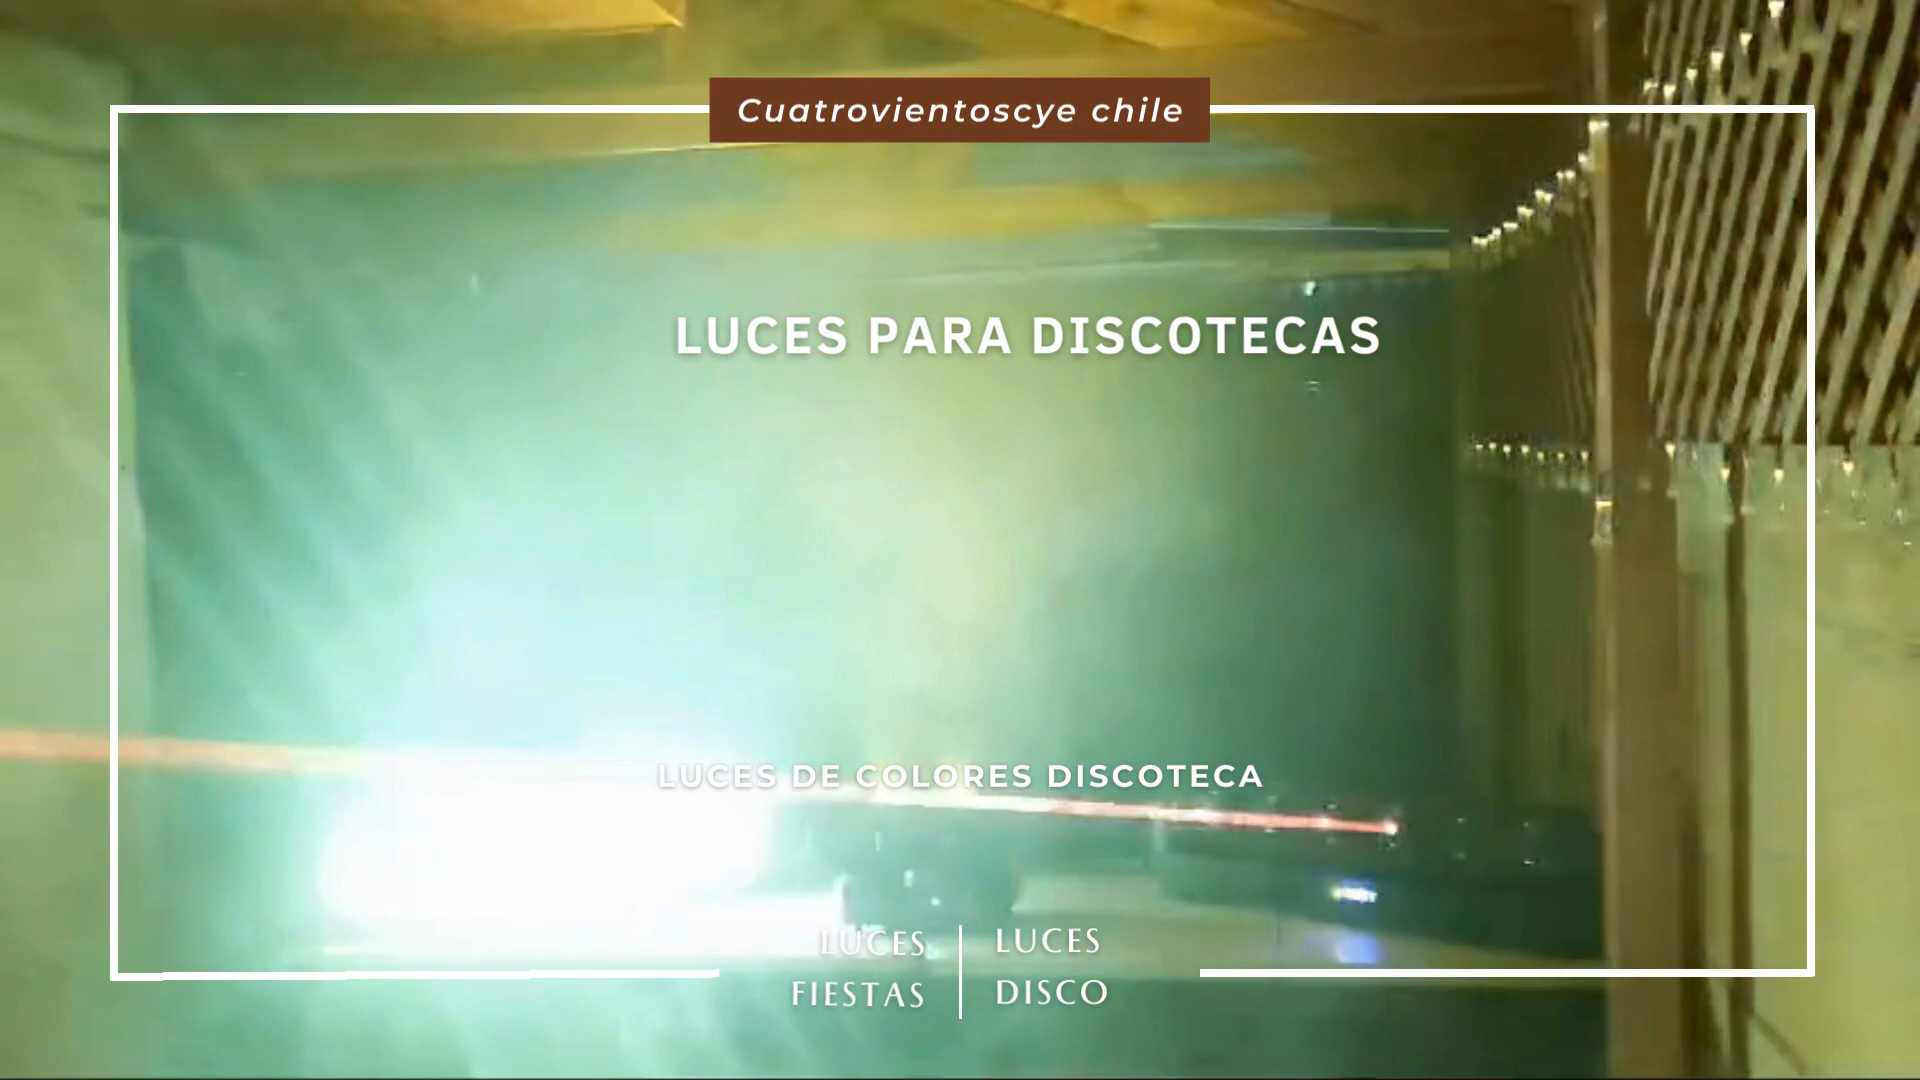 Cuatrovientoscye chile
LUCES PARA DISCOTECAS
LUCES DE COLORES DISCOTECA
LUCES
FIESTAS
LUCES
DISCO